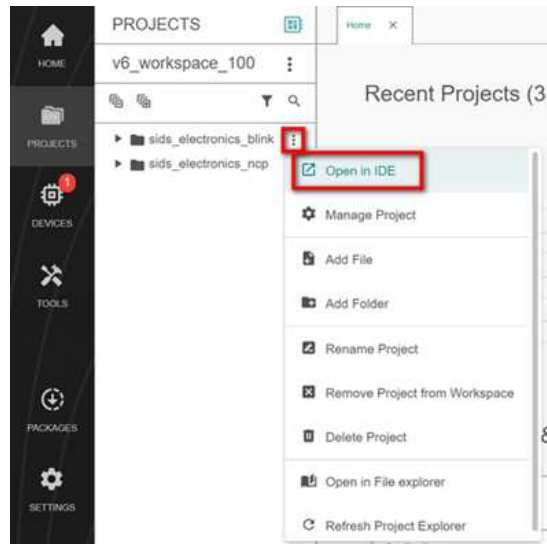 HOME
PROJECTS
1
DEVICES
TOOLS
PACKAGES
SETTINGS
PROJECTS
v6_workspace_100
sids_electronics_blink
sids_electronics_ncp
Home
Recent Projects (3
Open in IDE
Manage Project
Add File
Add Folder
Rename Project
Remove Project from Workspace
Delete Project
Open in File explorer
Refresh Project Explorer